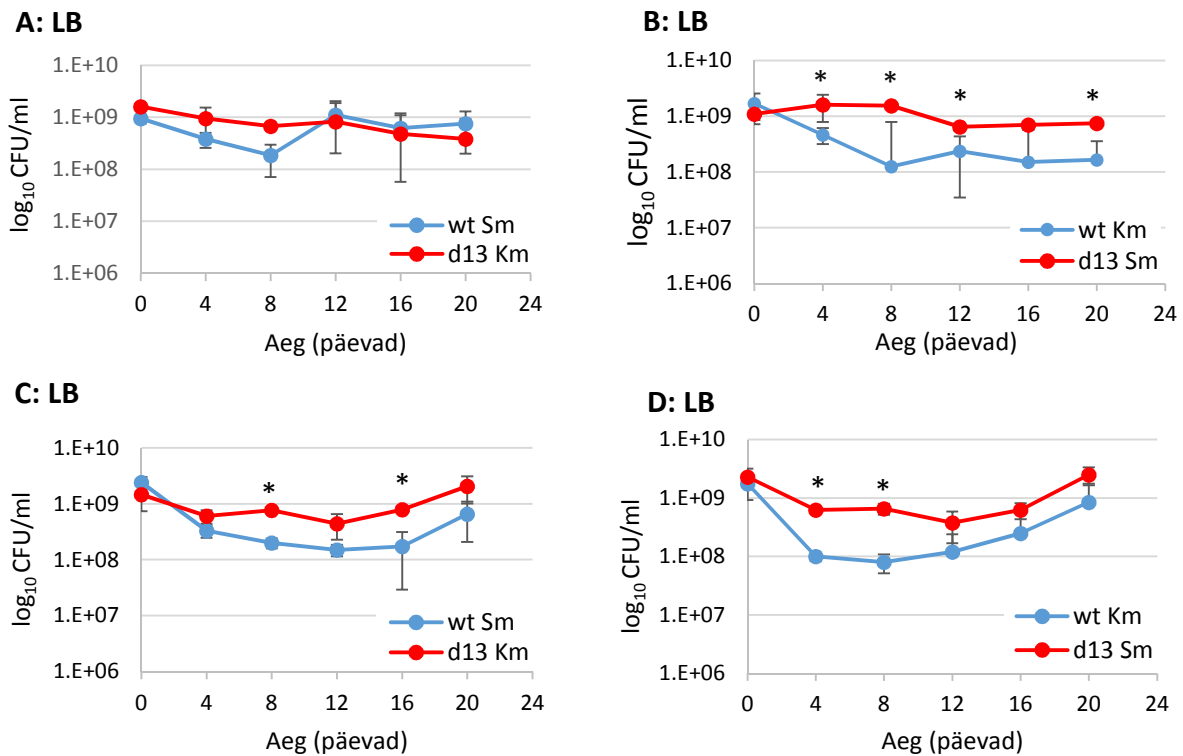 A: LB
log10 CFU/ml
1.E+10
1.E+09
1.E+08
1.E+07
1.E+06
wt Sm
d13 Km
0 4 8 12 16 20 24
Aeg (päevad)
B: LB
log10 CFU/ml
1.E+10
1.E+09
1.E+08
1.E+07
1.E+06
* * * *
wt Km
d13 Sm
0 4 8 12 16 20 24
Aeg (päevad)
C: LB
log10 CFU/ml
1.E+10
1.E+09
1.E+08
1.E+07
1.E+06
* *
wt Sm
d13 Km
0 4 8 12 16 20 24
Aeg (päevad)
D: LB
log10 CFU/ml
1.E+10
1.E+09
1.E+08
1.E+07
1.E+06
* *
wt Km
d13 Sm
0 4 8 12 16 20 24
Aeg (päevad)